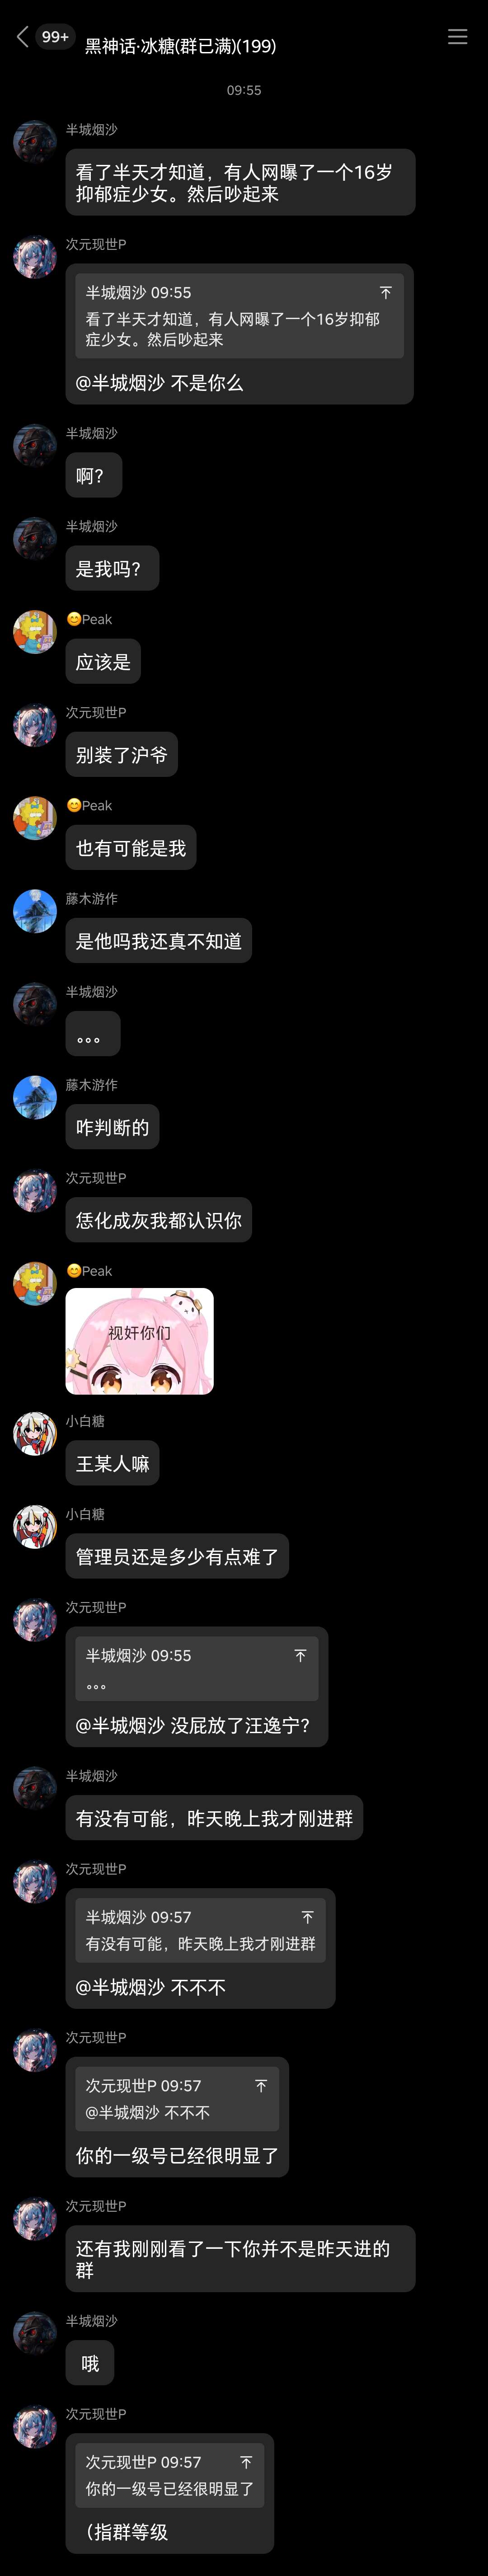 99+
黑神话·冰糖(群已满)(199)
09:55
半城烟沙
看了半天才知道，有人网曝了一个16岁
抑郁症少女。然后吵起来
次元现世P
半城烟沙 09:55
看了半天才知道，有人网曝了一个16岁抑郁
症少女。然后吵起来
@半城烟沙 不是你么
半城烟沙
啊？
半城烟沙
是我吗？
😊Peak
应该是
次元现世P
别装了沪爷
😊Peak
也有可能是我
藤木游作
是他吗我还真不知道
半城烟沙
。。。
藤木游作
咋判断的
次元现世P
恁化成灰我都认识你
😊Peak
视奸你们
小白糖
王某人嘛
小白糖
管理员还是多少有点难了
次元现世P
半城烟沙 09:55
。。。
@半城烟沙 没屁放了汪逸宁？
半城烟沙
有没有可能，昨天晚上我才刚进群
次元现世P
半城烟沙 09:57
有没有可能，昨天晚上我才刚进群
@半城烟沙 不不不
次元现世P
次元现世P 09:57
@半城烟沙 不不不
你的一级号已经很明显了
次元现世P
还有我刚刚看了一下你并不是昨天进的
群
半城烟沙
哦
次元现世P
次元现世P 09:57
你的一级号已经很明显了
（指群等级